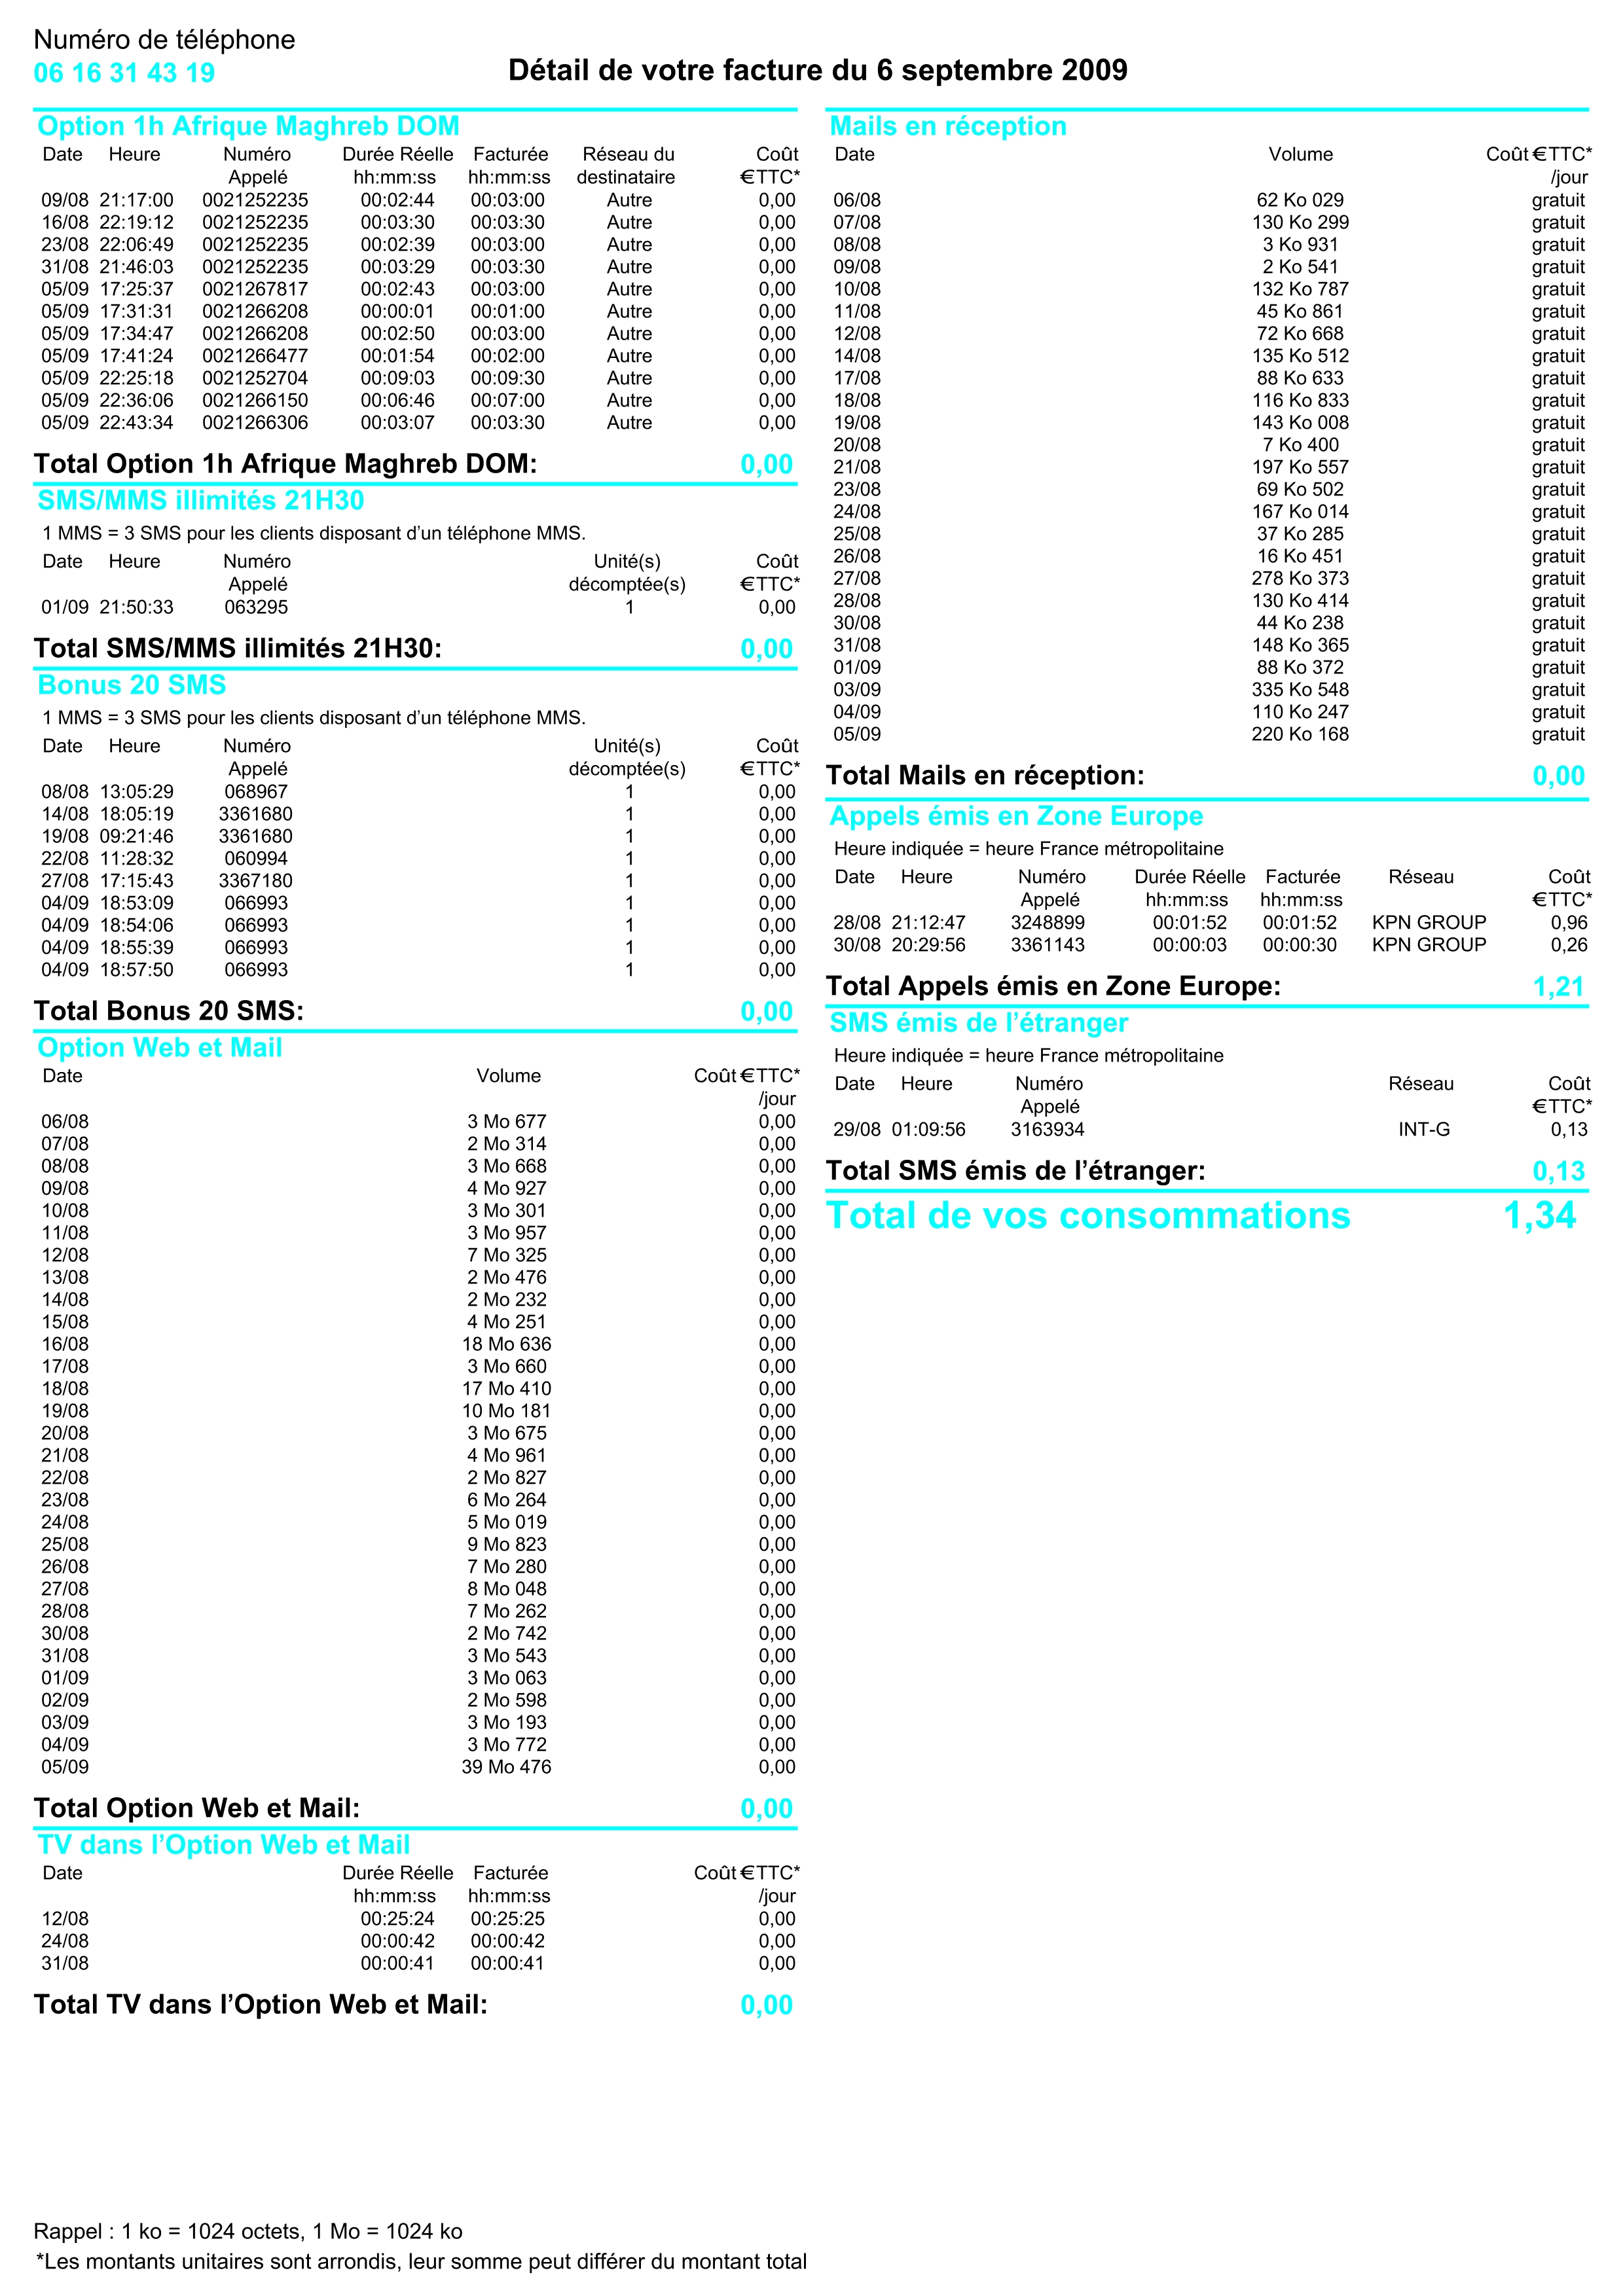 Numéro de téléphone
06 16 31 43 19
Détail de votre facture du 6 septembre 2009
Option 1h Afrique Maghreb DOM
Date Heure Numéro Durée Réelle Facturée Réseau du Coût
Appelé hh:mm:ss hh:mm:ss destinataire €TTC*
09/08 21:17:00 0021252235 00:02:44 00:03:00 Autre 0,00
16/08 22:19:12 0021252235 00:03:30 00:03:30 Autre 0,00
23/08 22:06:49 0021252235 00:02:39 00:03:00 Autre 0,00
31/08 21:46:03 0021252235 00:03:29 00:03:30 Autre 0,00
05/09 17:25:37 0021267817 00:02:43 00:03:00 Autre 0,00
05/09 17:31:31 0021266208 00:00:01 00:01:00 Autre 0,00
05/09 17:34:47 0021266208 00:02:50 00:03:00 Autre 0,00
05/09 17:41:24 0021266477 00:01:54 00:02:00 Autre 0,00
05/09 22:25:18 0021252704 00:09:03 00:09:30 Autre 0,00
05/09 22:36:06 0021266150 00:06:46 00:07:00 Autre 0,00
05/09 22:43:34 0021266306 00:03:07 00:03:30 Autre 0,00
Total Option 1h Afrique Maghreb DOM: 0,00
SMS/MMS illimités 21H30
1 MMS = 3 SMS pour les clients disposant d’un téléphone MMS.
Date Heure Numéro Unité(s) Coût
Appelé décomptée(s) €TTC*
01/09 21:50:33 063295 1 0,00
Total SMS/MMS illimités 21H30: 0,00
Bonus 20 SMS
1 MMS = 3 SMS pour les clients disposant d’un téléphone MMS.
Date Heure Numéro Unité(s) Coût
Appelé décomptée(s) €TTC*
08/08 13:05:29 068967 1 0,00
14/08 18:05:19 3361680 1 0,00
19/08 09:21:46 3361680 1 0,00
22/08 11:28:32 060994 1 0,00
27/08 17:15:43 3367180 1 0,00
04/09 18:53:09 066993 1 0,00
04/09 18:54:06 066993 1 0,00
04/09 18:55:39 066993 1 0,00
04/09 18:57:50 066993 1 0,00
Total Bonus 20 SMS: 0,00
Option Web et Mail
Date Volume Coût €TTC*
/jour
06/08 3 Mo 677 0,00
07/08 2 Mo 314 0,00
08/08 3 Mo 668 0,00
09/08 4 Mo 927 0,00
10/08 3 Mo 301 0,00
11/08 3 Mo 957 0,00
12/08 7 Mo 325 0,00
13/08 2 Mo 476 0,00
14/08 2 Mo 232 0,00
15/08 4 Mo 251 0,00
16/08 18 Mo 636 0,00
17/08 3 Mo 660 0,00
18/08 17 Mo 410 0,00
19/08 10 Mo 181 0,00
20/08 3 Mo 675 0,00
21/08 4 Mo 961 0,00
22/08 2 Mo 827 0,00
23/08 6 Mo 264 0,00
24/08 5 Mo 019 0,00
25/08 9 Mo 823 0,00
26/08 7 Mo 280 0,00
27/08 8 Mo 048 0,00
28/08 7 Mo 262 0,00
30/08 2 Mo 742 0,00
31/08 3 Mo 543 0,00
01/09 3 Mo 063 0,00
02/09 2 Mo 598 0,00
03/09 3 Mo 193 0,00
04/09 3 Mo 772 0,00
05/09 39 Mo 476 0,00
Total Option Web et Mail: 0,00
TV dans l’Option Web et Mail
Date Durée Réelle Facturée Coût €TTC*
hh:mm:ss hh:mm:ss /jour
12/08 00:25:24 00:25:25 0,00
24/08 00:00:42 00:00:42 0,00
31/08 00:00:41 00:00:41 0,00
Total TV dans l’Option Web et Mail: 0,00
Mails en réception
Date Volume Coût €TTC*
/jour
06/08 62 Ko 029 gratuit
07/08 130 Ko 299 gratuit
08/08 3 Ko 931 gratuit
09/08 2 Ko 541 gratuit
10/08 132 Ko 787 gratuit
11/08 45 Ko 861 gratuit
12/08 72 Ko 668 gratuit
14/08 135 Ko 512 gratuit
17/08 88 Ko 633 gratuit
18/08 116 Ko 833 gratuit
19/08 143 Ko 008 gratuit
20/08 7 Ko 400 gratuit
21/08 197 Ko 557 gratuit
23/08 69 Ko 502 gratuit
24/08 167 Ko 014 gratuit
25/08 37 Ko 285 gratuit
26/08 16 Ko 451 gratuit
27/08 278 Ko 373 gratuit
28/08 130 Ko 414 gratuit
30/08 44 Ko 238 gratuit
31/08 148 Ko 365 gratuit
01/09 88 Ko 372 gratuit
03/09 335 Ko 548 gratuit
04/09 110 Ko 247 gratuit
05/09 220 Ko 168 gratuit
Total Mails en réception: 0,00
Appels émis en Zone Europe
Heure indiquée = heure France métropolitaine
Date Heure Numéro Durée Réelle Facturée Réseau Coût
Appelé hh:mm:ss hh:mm:ss €TTC*
28/08 21:12:47 3248899 00:01:52 00:01:52 KPN GROUP 0,96
30/08 20:29:56 3361143 00:00:03 00:00:30 KPN GROUP 0,26
Total Appels émis en Zone Europe: 1,21
SMS émis de l’étranger
Heure indiquée = heure France métropolitaine
Date Heure Numéro Réseau Coût
Appelé €TTC*
29/08 01:09:56 3163934 INT-G 0,13
Total SMS émis de l’étranger: 0,13
Total de vos consommations 1,34
Rappel : 1 ko = 1024 octets, 1 Mo = 1024 ko
*Les montants unitaires sont arrondis, leur somme peut différer du montant total